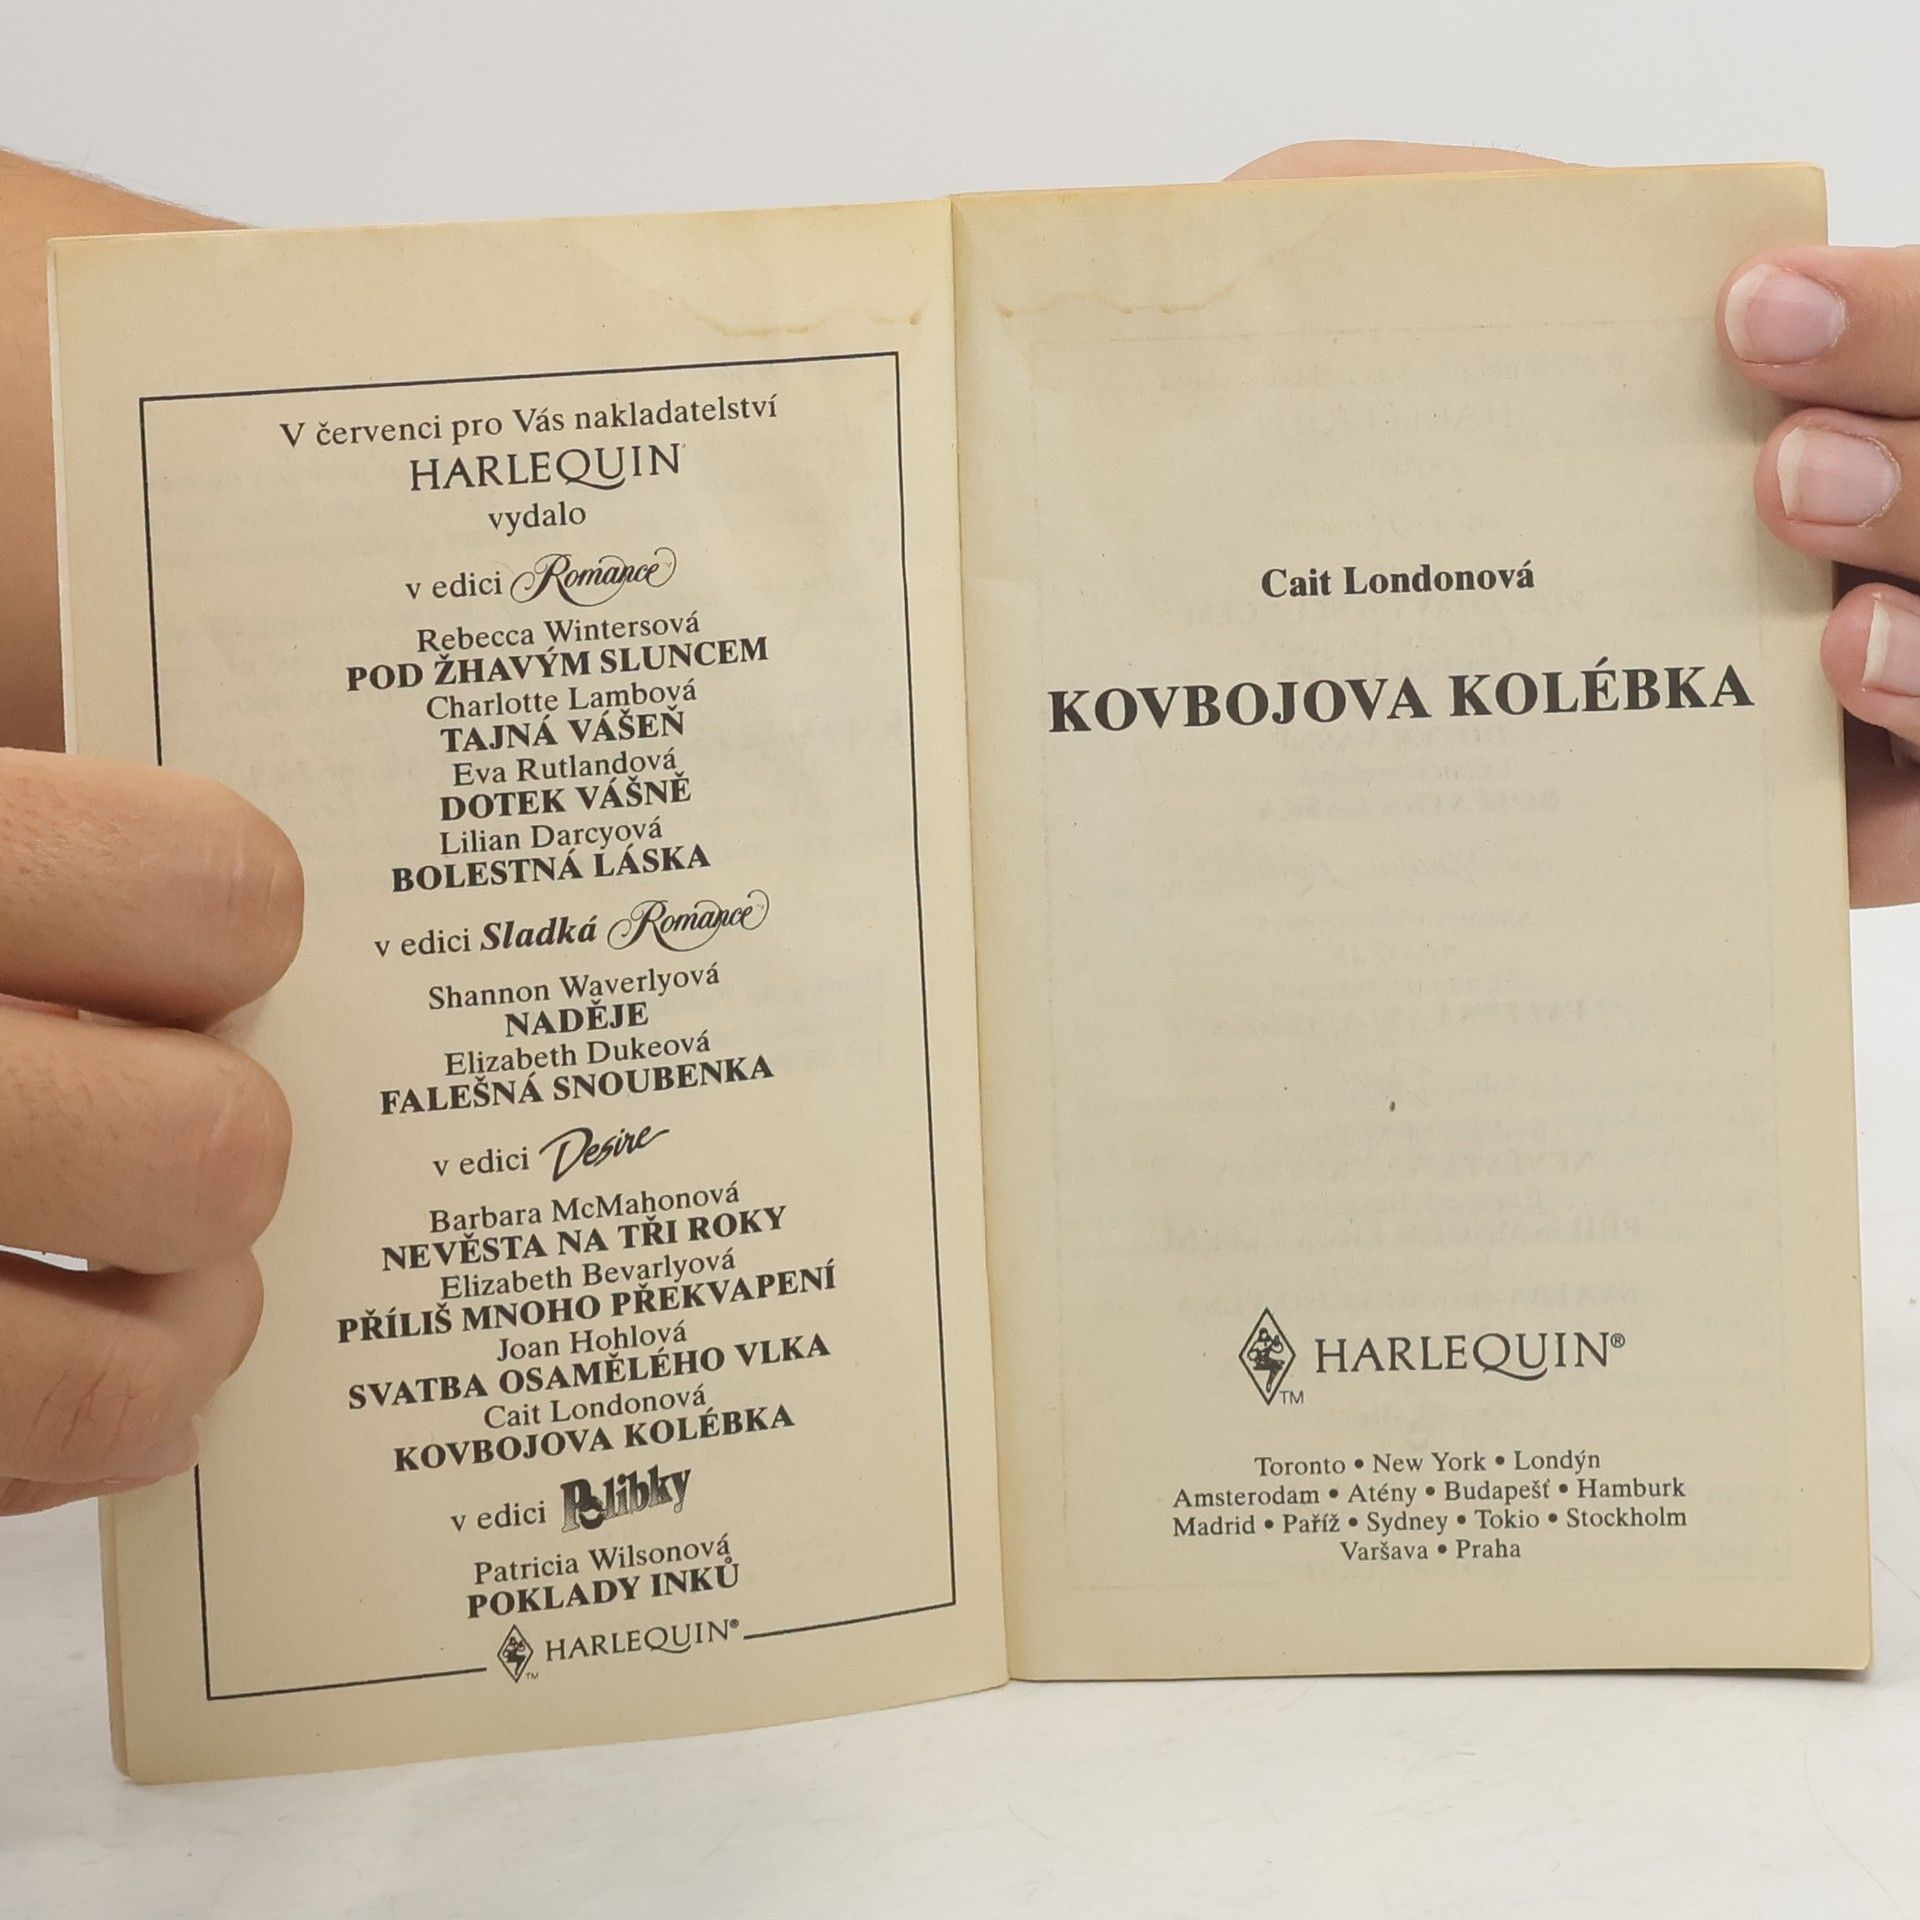 V červenci pro Vás nakladatelství
HARLEQUIN
vydalo
v edici Romance
Rebecca Wintersová
POD ŽHAVÝM SLUNCEM
Charlotte Lambová
TAJNÁ VÁŠEŇ
Eva Rutlandová
DOTEK VÁŠNĚ
Lilian Darcyová
BOLESTNÁ LÁSKA
v edici Sladká Romance
Shannon Waverlyová
NADĚJE
Elizabeth Dukeová
FALEŠNÁ SNOUBENKA
v edici Desire
Barbara McMahonová
NEVĚSTA NA TŘI ROKY
Elizabeth Bevarlyová
PŘÍLIŠ MNOHO PŘEKVAPENÍ
Joan Hohlová
SVATBA OSAMĚLÉHO VLKA
Cait Londonová
KOVBOJOVA KOLÉBKA
v edici Polibky
Patricia Wilsonová
POKLADY INKŮ
TM HARLEQUIN®
Cait Londonová
KOVBOJOVA KOLÉBKA
HARLEQUIN®
TM
Toronto • New York • Londýn
Amsterodam • Atény • Budapešť • Hamburk
Madrid • Paříž • Sydney • Tokio • Stockholm
Varšava • Praha